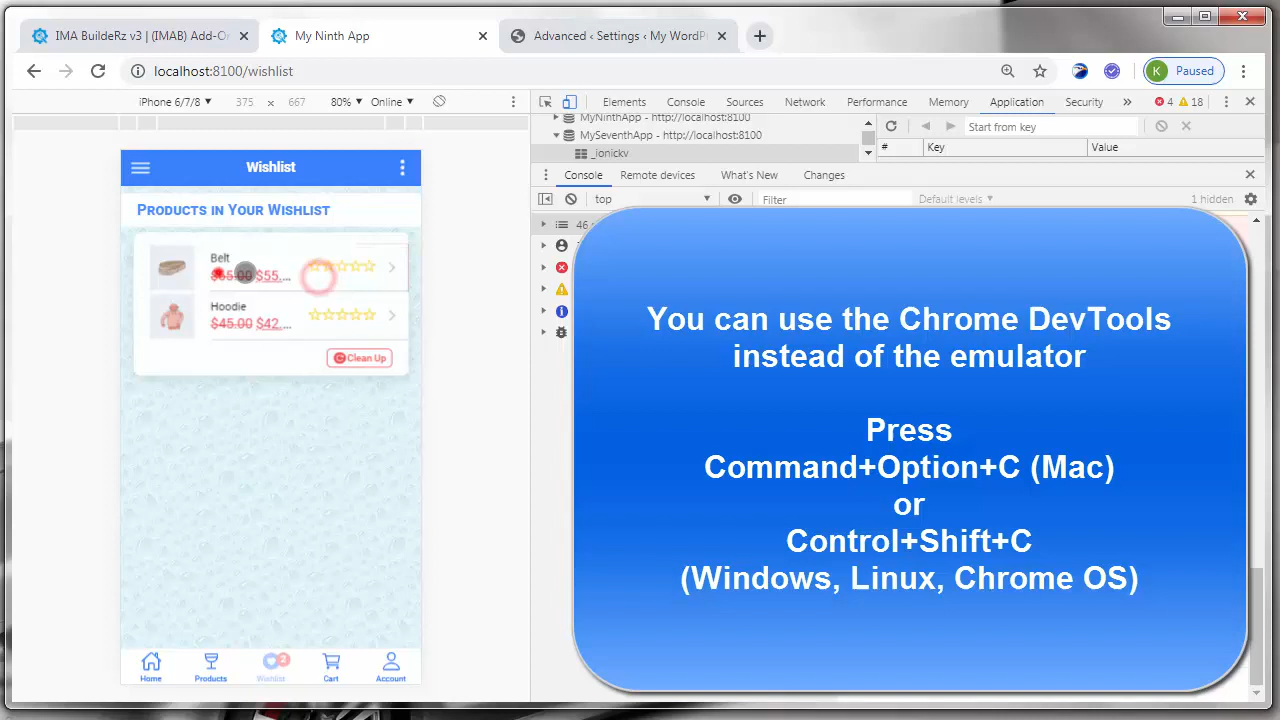 IMA BuildeRz v3 | (IMAB) Add-On
My Ninth App
Advanced ‹ Settings ‹ My WordP
localhost:8100/wishlist
K Paused
iPhone 6/7/8 ▼ 375 x 667 80% ▼ Online ▼
Elements Console Sources Network Performance Memory Application Security » 4 18
MyNinthApp - http://localhost:8100
MySeventhApp - http://localhost:8100
_ionickv
Start from key
# Key Value
Console Remote devices What's New Changes
top Filter Default levels 1 hidden
46
Wishlist
Products in Your Wishlist
Belt
$65.00 $55....
Hoodie
$45.00 $42....
Clean Up
2
Home Products Wishlist Cart Account
You can use the Chrome DevTools
instead of the emulator
Press
Command+Option+C (Mac)
or
Control+Shift+C
(Windows, Linux, Chrome OS)